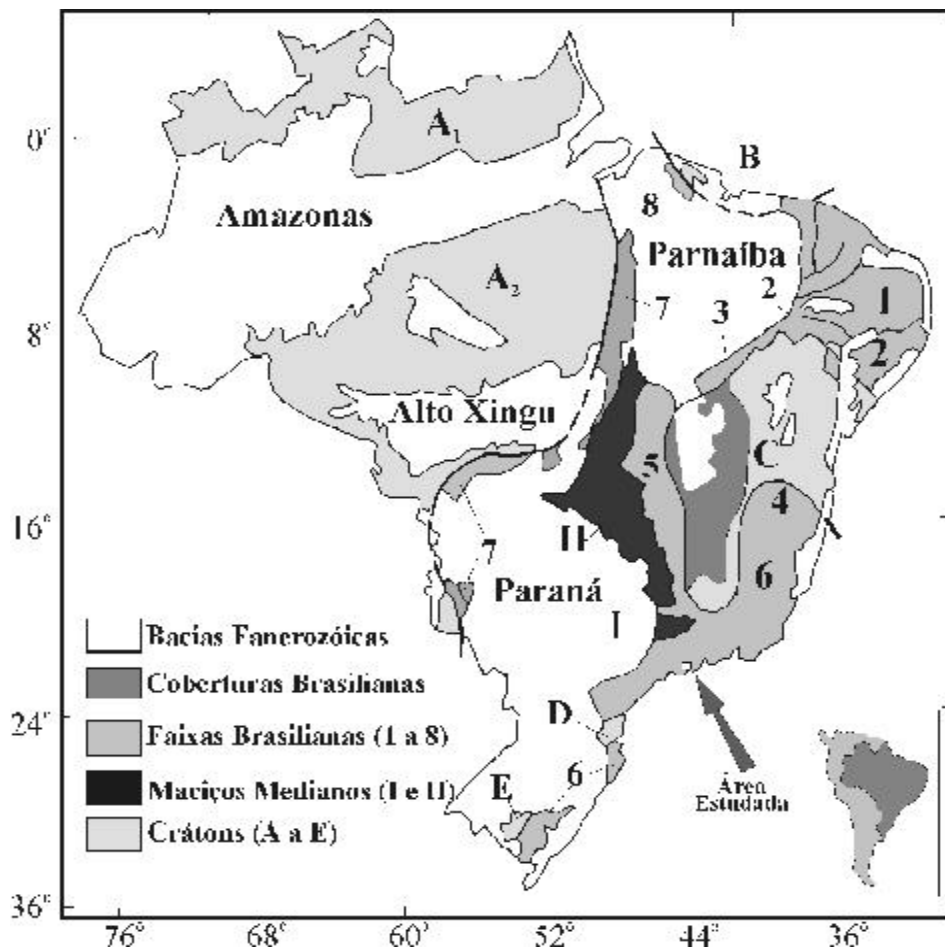 A₁
0°
B
Amazonas
8
Parnaíba
A₂
7
2
1
3
8°
2
Alto Xingu
5
C
4
16°
II
7
6
Paraná
I
Bacias Fanerozóicas
Coberturas Brasilianas
Faixas Brasilianas (1 a 8)
Maciços Medianos (I e II)
Crátons (A a E)
24°
D
6
E
Área
Estudada
36°
76°
68°
60°
52°
44°
36°